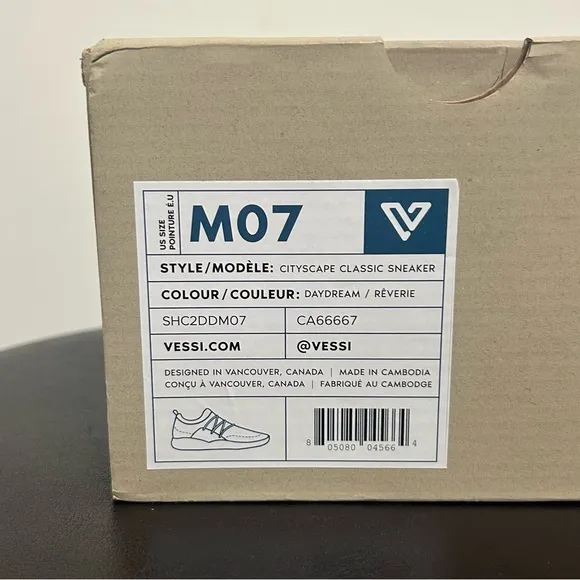 US SIZE
POINTURE É.U
M07
STYLE/MODÈLE: CITYSCAPE CLASSIC SNEAKER
COLOUR/COULEUR: DAYDREAM / RÊVERIE
SHC2DDM07 CA66667
VESSI.COM @VESSI
DESIGNED IN VANCOUVER, CANADA | MADE IN CAMBODIA
CONÇU À VANCOUVER, CANADA | FABRIQUÉ AU CAMBODGE
8 05080 04566 4